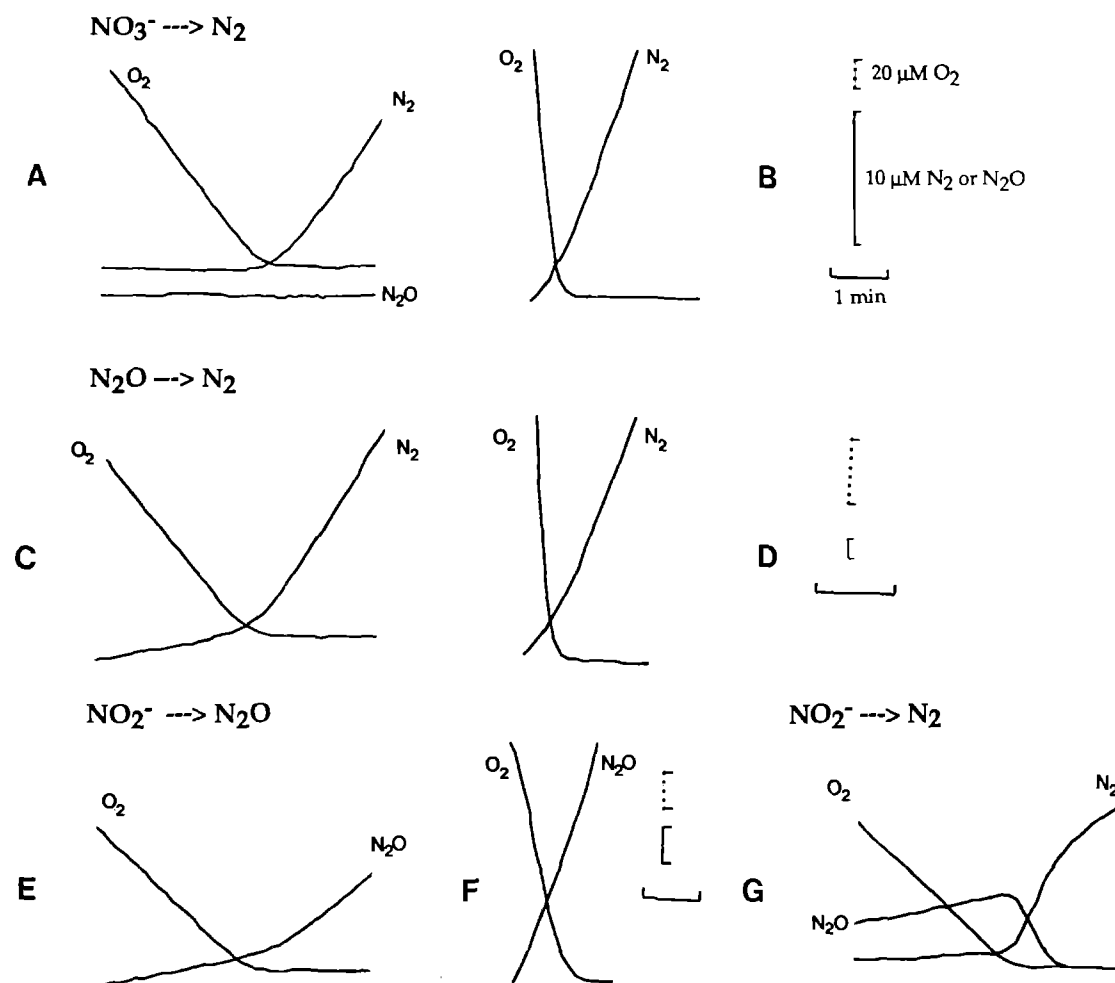 NO₃⁻ ---> N₂
O₂
N₂
N₂O
A
O₂
N₂
B
20 µM O₂
10 µM N₂ or N₂O
1 min
N₂O ---> N₂
O₂
N₂
C
O₂
N₂
D
NO₂⁻ ---> N₂O
O₂
N₂O
E
O₂
N₂O
F
NO₂⁻ ---> N₂
O₂
N₂
N₂O
G